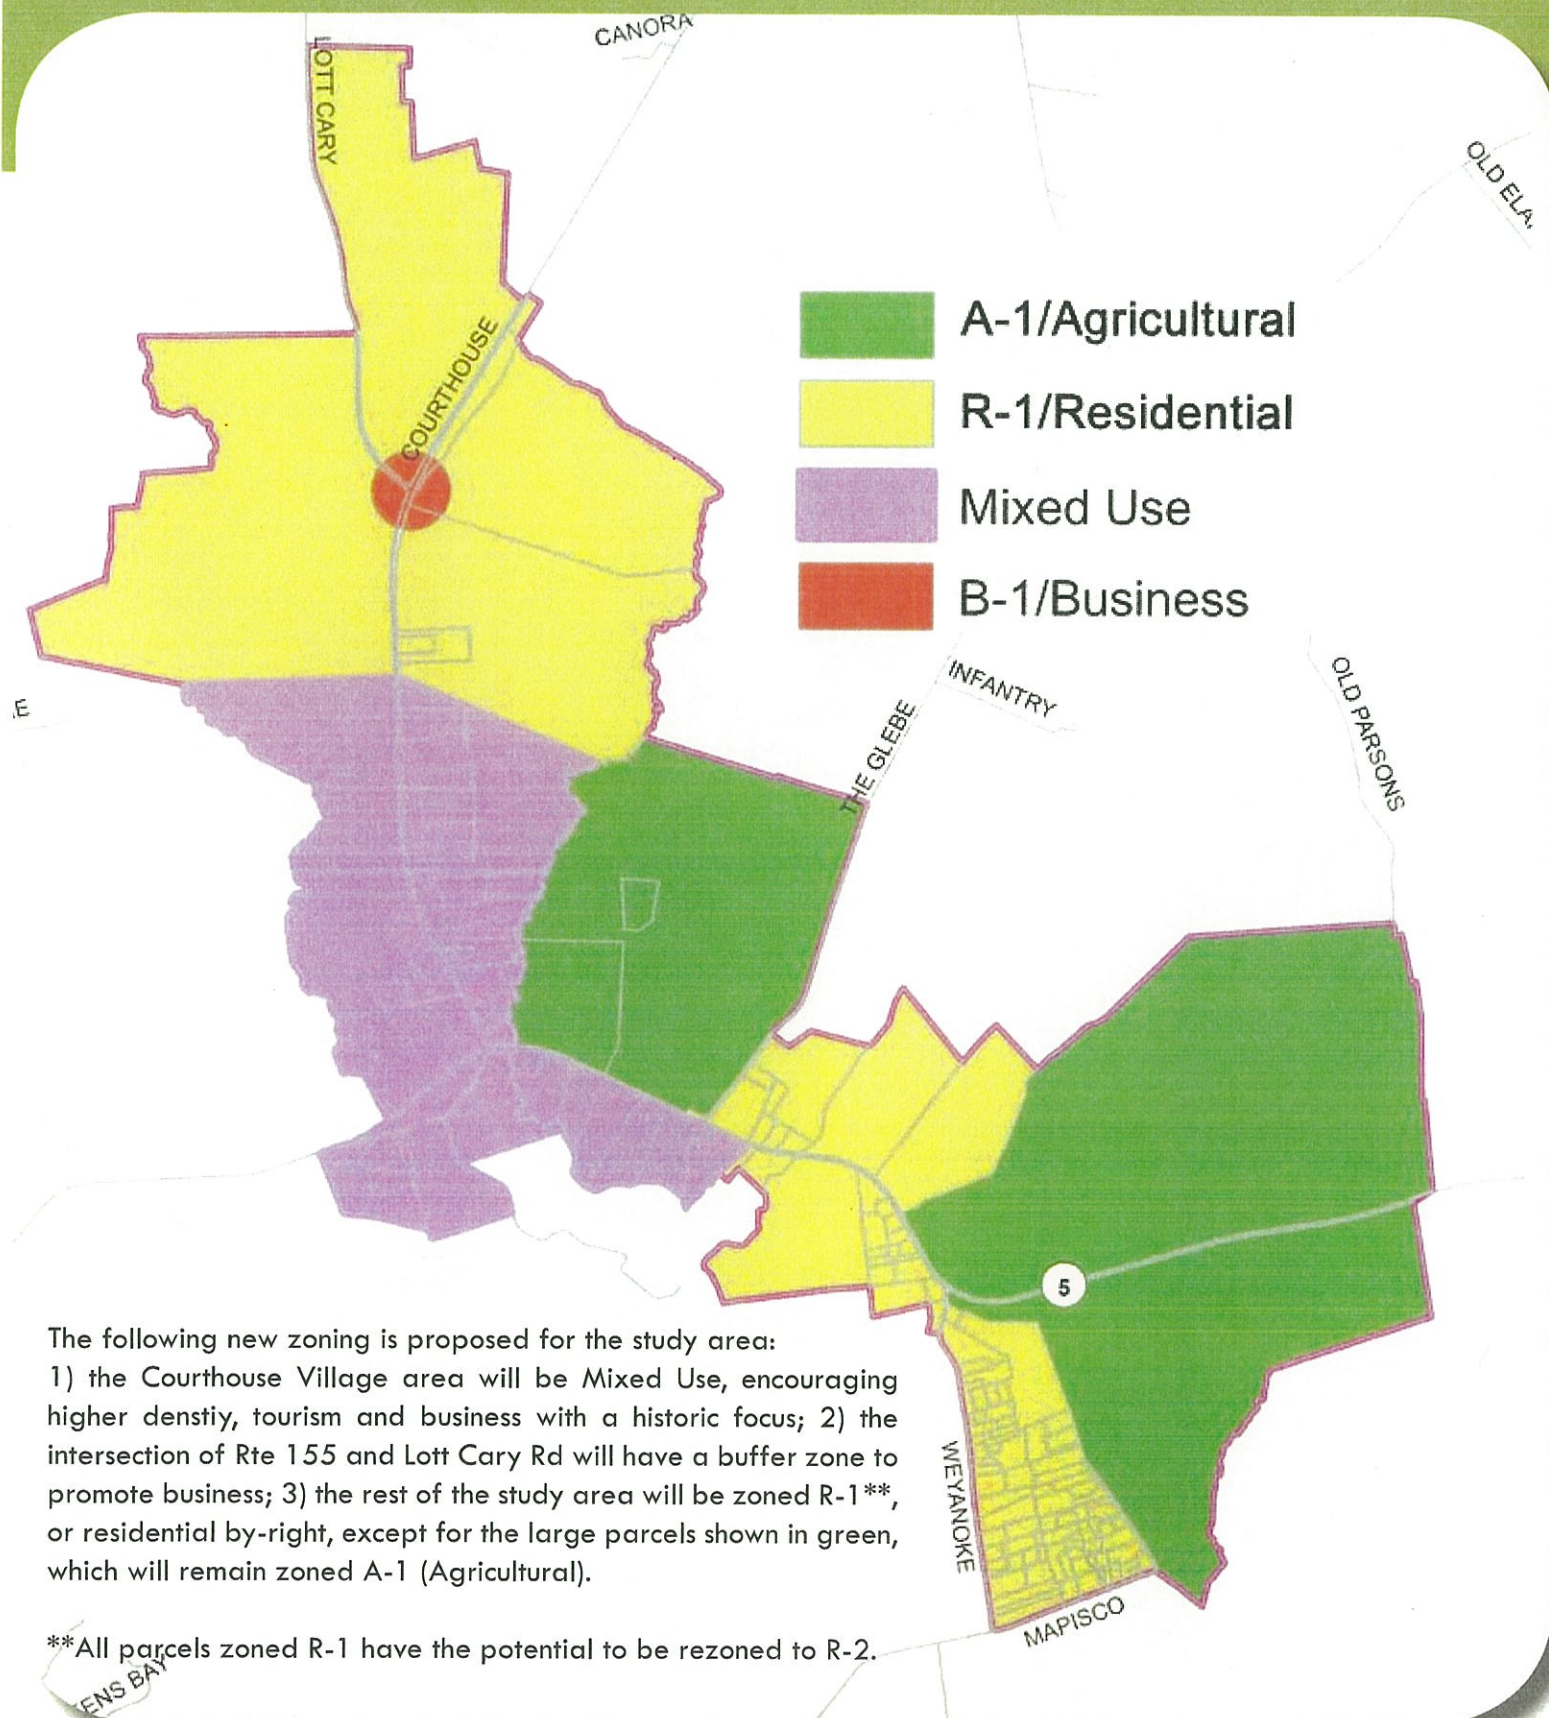 CANORA
LOTT CARY
OLD ELA
COURTHOUSE
A-1/Agricultural
R-1/Residential
Mixed Use
B-1/Business
INFANTRY
OLD PARSONS
THE GLEBE
E
5
The following new zoning is proposed for the study area:
1) the Courthouse Village area will be Mixed Use, encouraging
higher denstiy, tourism and business with a historic focus; 2) the
intersection of Rte 155 and Lott Cary Rd will have a buffer zone to
promote business; 3) the rest of the study area will be zoned R-1**,
or residential by-right, except for the large parcels shown in green,
which will remain zoned A-1 (Agricultural).
WEYANOKE
MAPISCO
**All parcels zoned R-1 have the potential to be rezoned to R-2.
ENS BAY